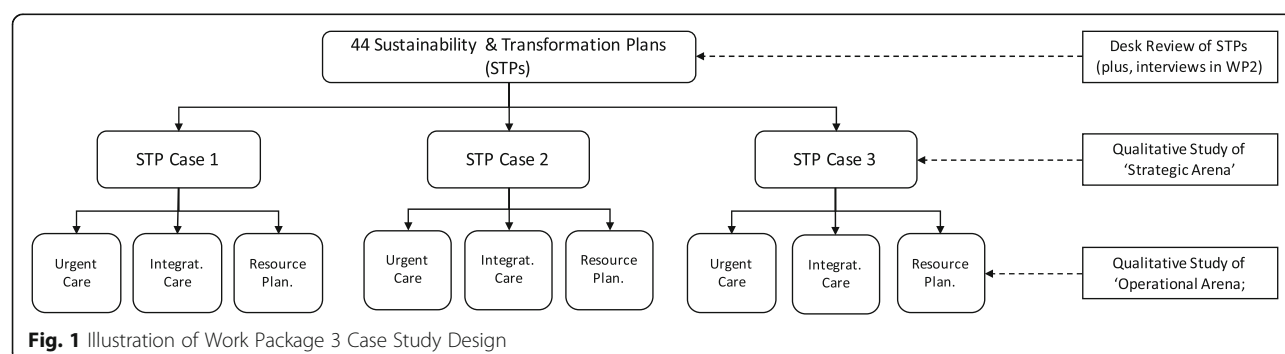 44 Sustainability & Transformation Plans
(STPs)
Desk Review of STPs
(plus, interviews in WP2)
STP Case 1
STP Case 2
STP Case 3
Qualitative Study of
‘Strategic Arena’
Urgent
Care
Integrat.
Care
Resource
Plan.
Urgent
Care
Integrat.
Care
Resource
Plan.
Urgent
Care
Integrat.
Care
Resource
Plan.
Qualitative Study of
‘Operational Arena;
Fig. 1 Illustration of Work Package 3 Case Study Design